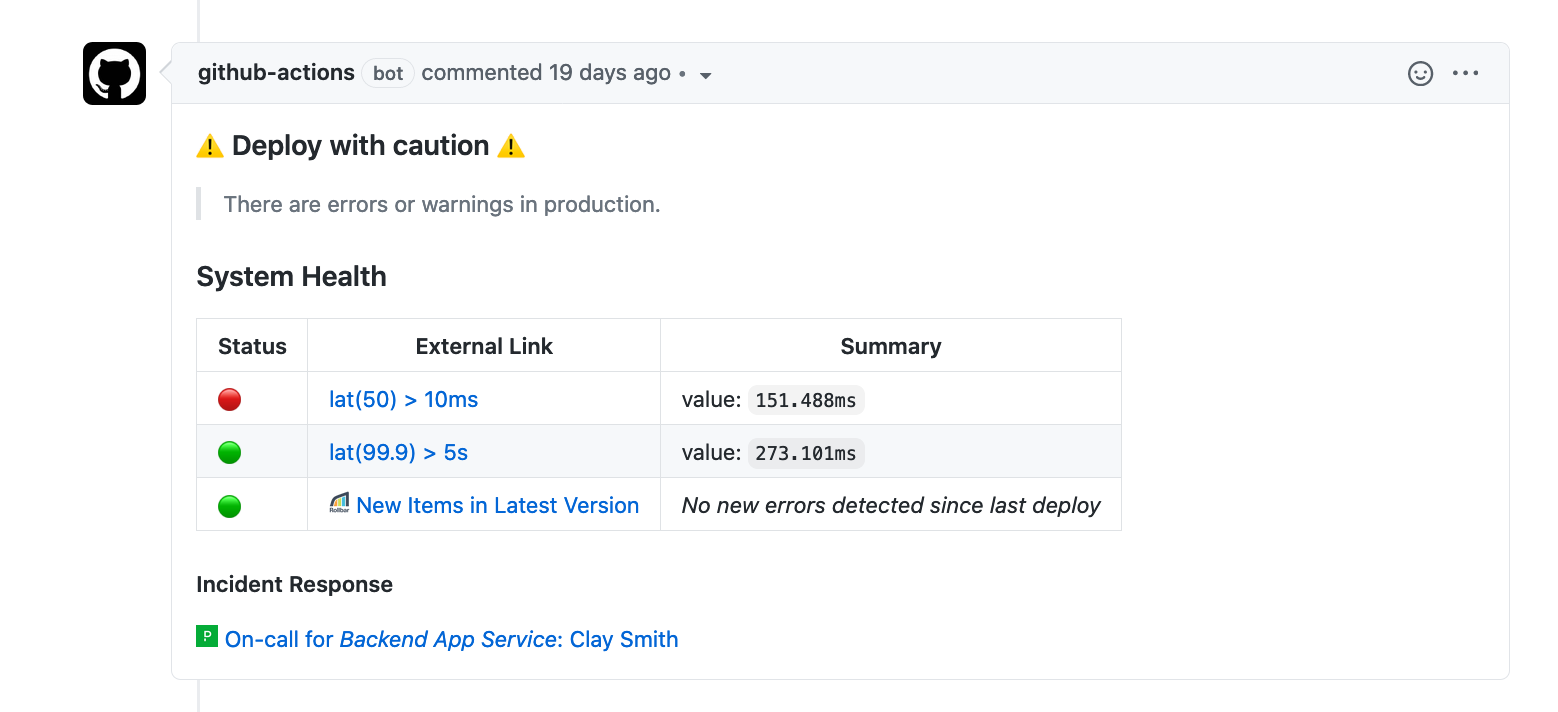 github-actions bot commented 19 days ago •
⚠️ Deploy with caution ⚠️
There are errors or warnings in production.
System Health
Status External Link Summary
lat(50) > 10ms value: 151.488ms
lat(99.9) > 5s value: 273.101ms
Rollbar New Items in Latest Version No new errors detected since last deploy
Incident Response
P On-call for Backend App Service: Clay Smith